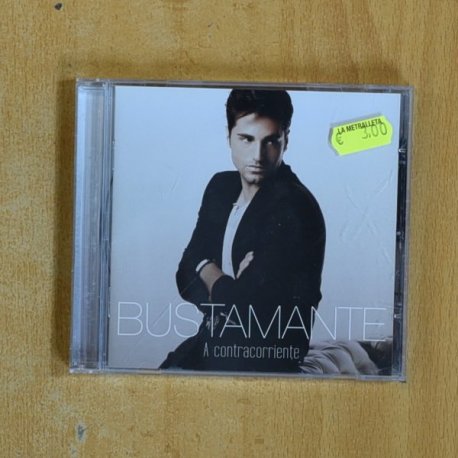 LA METRALLETA
€ 3.00
BUSTAMANTE
A contracorriente